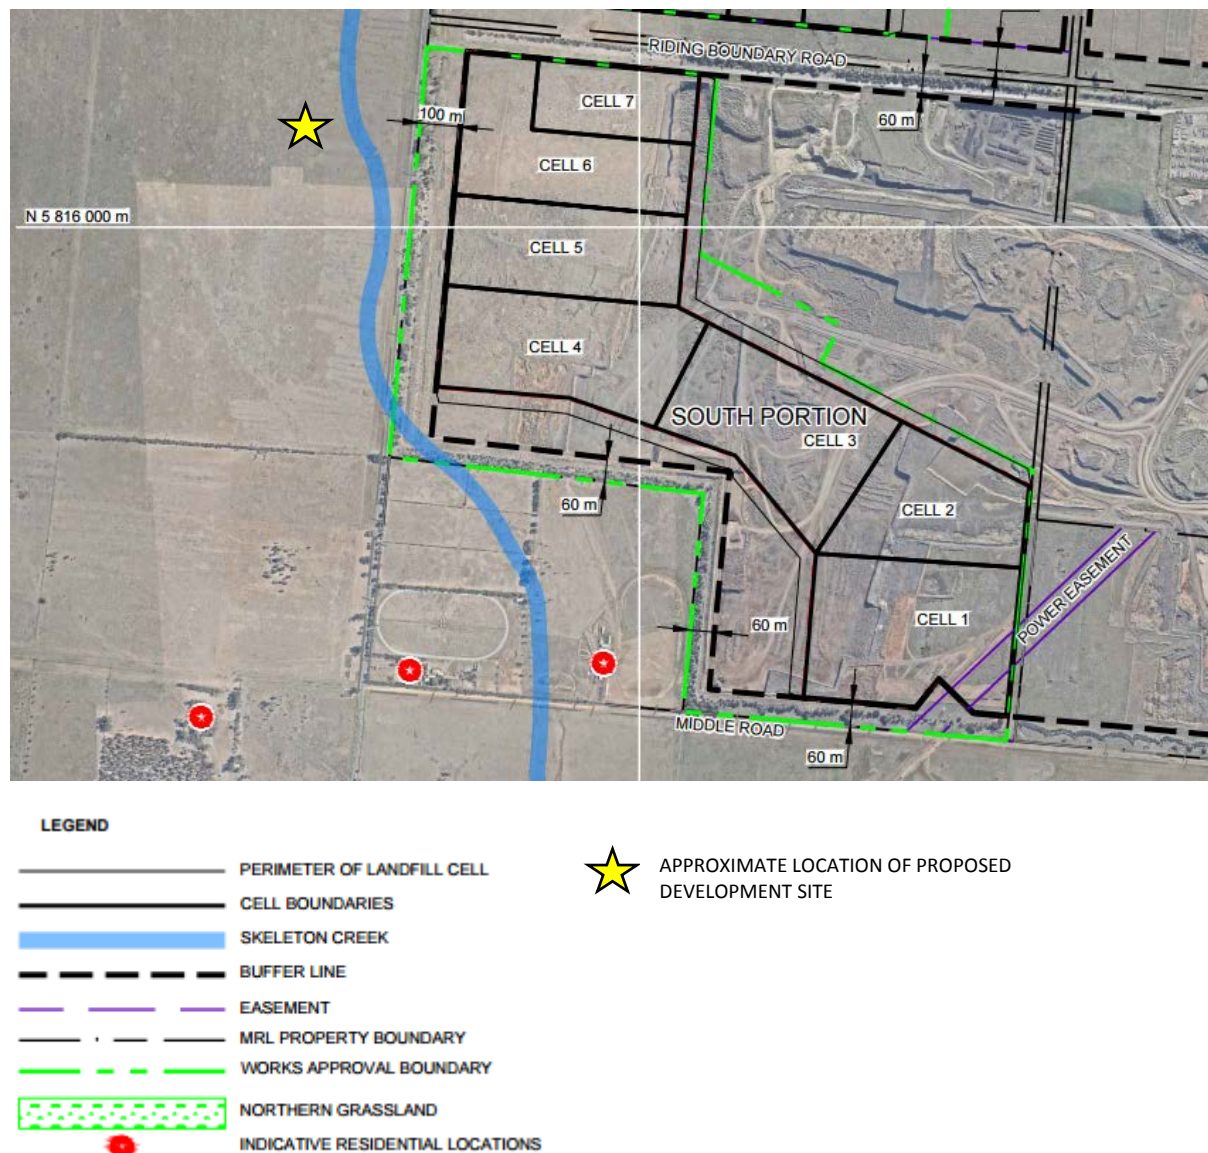 RIDING BOUNDARY ROAD
CELL 7
100 m
60 m
CELL 6
N 5 816 000 m
CELL 5
CELL 4
SOUTH PORTION
CELL 3
60 m
CELL 2
POWER EASEMENT
60 m
CELL 1
MIDDLE ROAD
60 m
LEGEND
PERIMETER OF LANDFILL CELL
CELL BOUNDARIES
SKELETON CREEK
BUFFER LINE
EASEMENT
MRL PROPERTY BOUNDARY
WORKS APPROVAL BOUNDARY
NORTHERN GRASSLAND
INDICATIVE RESIDENTIAL LOCATIONS
APPROXIMATE LOCATION OF PROPOSED
DEVELOPMENT SITE